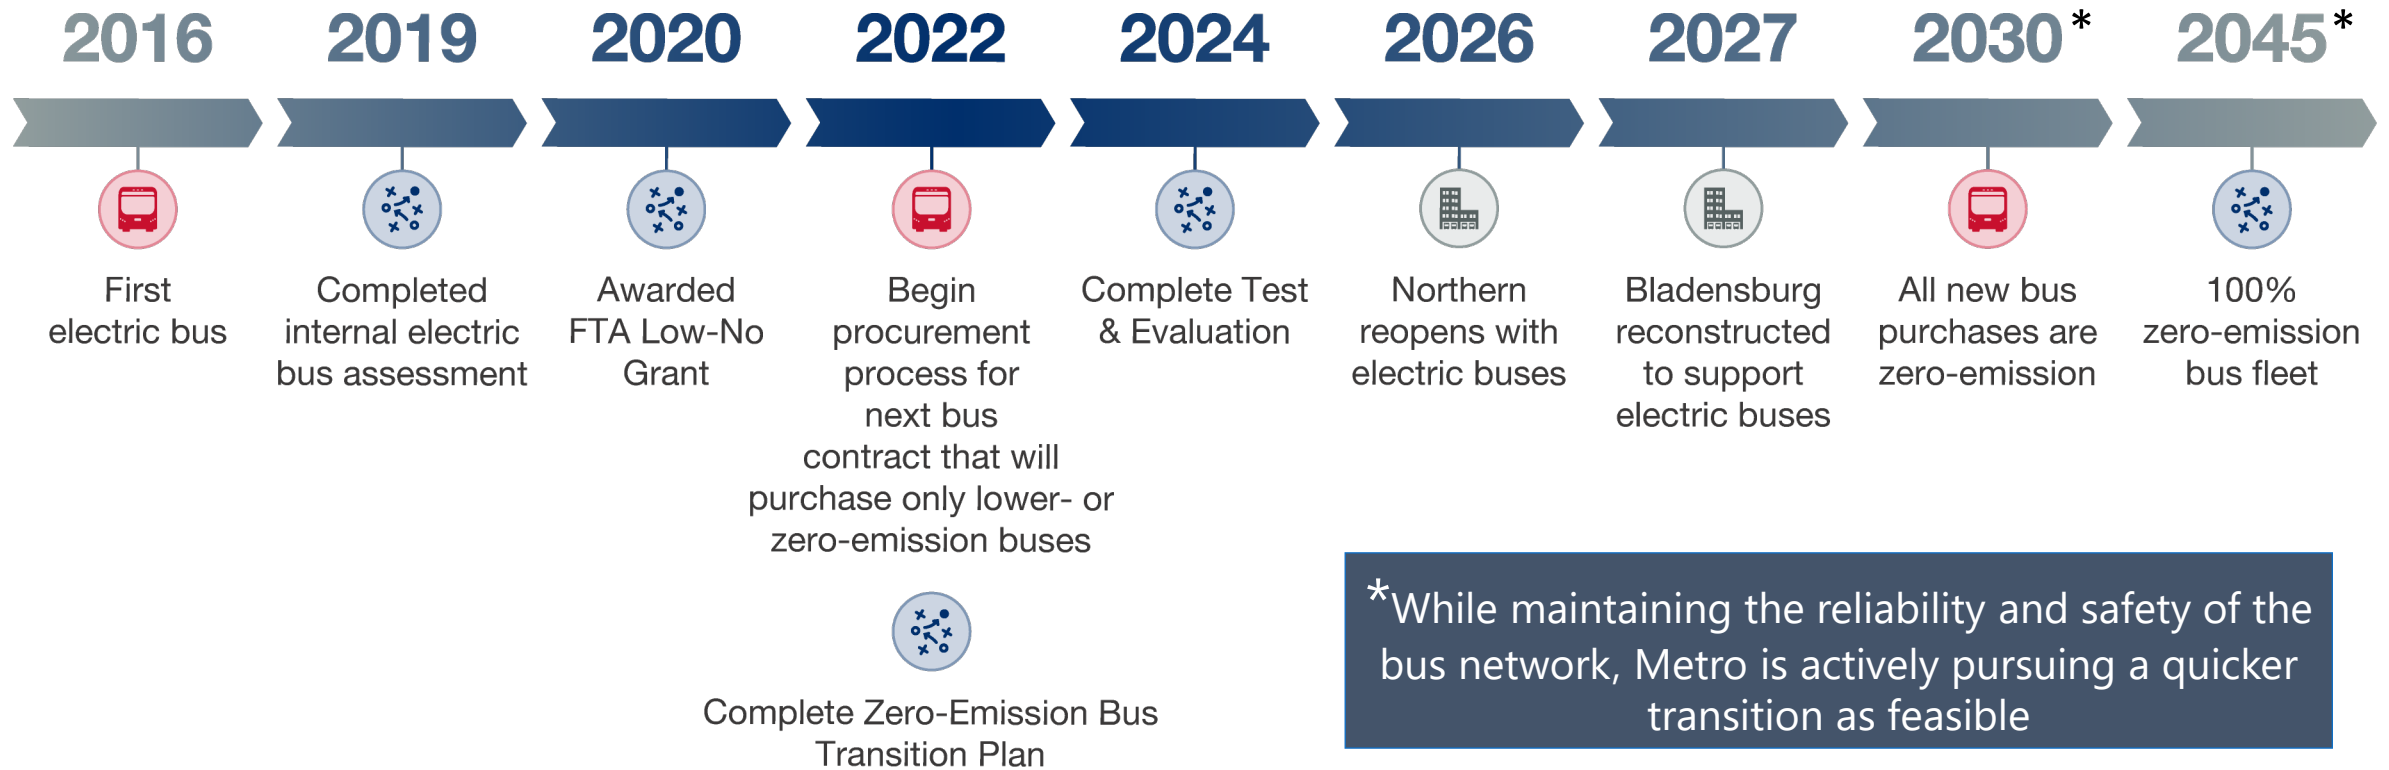 2016
First
electric bus
2019
Completed
internal electric
bus assessment
2020
Awarded
FTA Low-No
Grant
2022
Begin
procurement
process for
next bus
contract that will
purchase only lower- or
zero-emission buses
Complete Zero-Emission Bus
Transition Plan
2024
Complete Test
& Evaluation
2026
Northern
reopens with
electric buses
2027
Bladensburg
reconstructed
to support
electric buses
2030*
All new bus
purchases are
zero-emission
2045*
100%
zero-emission
bus fleet
*While maintaining the reliability and safety of the
bus network, Metro is actively pursuing a quicker
transition as feasible